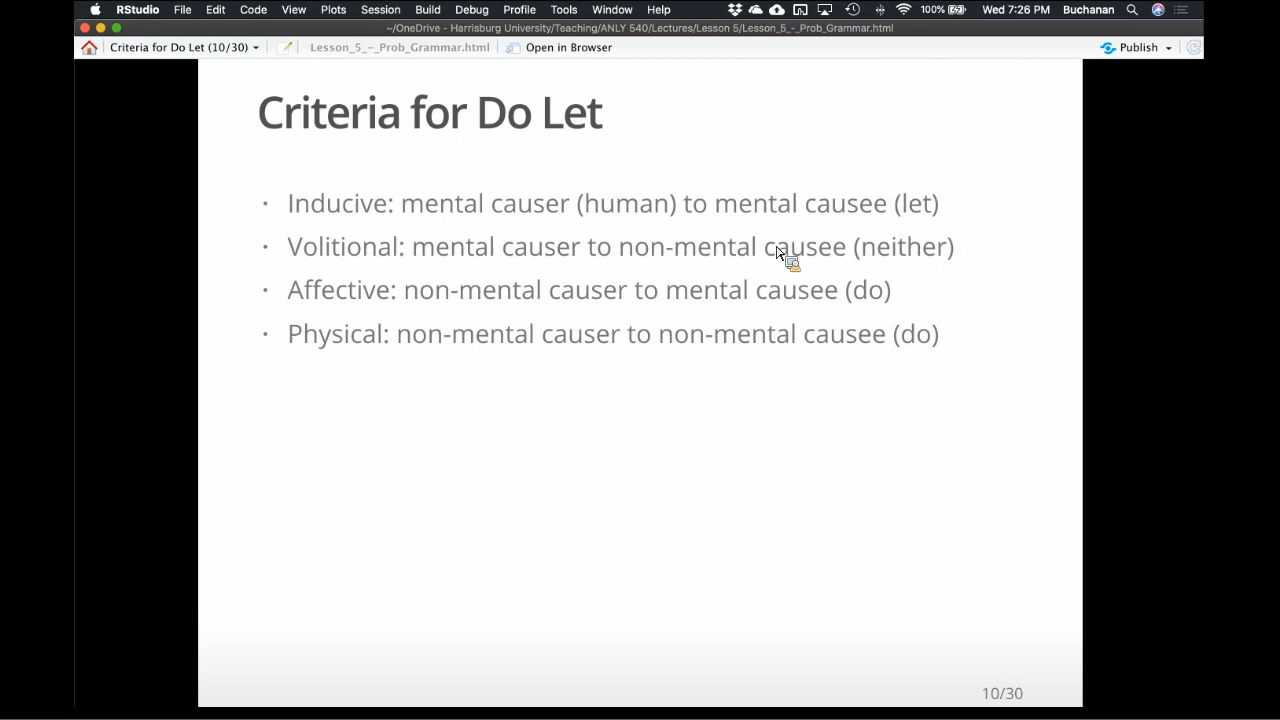 RStudio File Edit Code View Plots Session Build Debug Profile Tools Window Help 100% Wed 7:26 PM Buchanan
~/OneDrive - Harrisburg University/Teaching/ANLY 540/Lectures/Lesson 5/Lesson_5_-_Prob_Grammar.html
Criteria for Do Let (10/30) Lesson_5_-_Prob_Grammar.html Open in Browser Publish
Criteria for Do Let
• Inducive: mental causer (human) to mental causee (let)
• Volitional: mental causer to non-mental causee (neither)
• Affective: non-mental causer to mental causee (do)
• Physical: non-mental causer to non-mental causee (do)
10/30